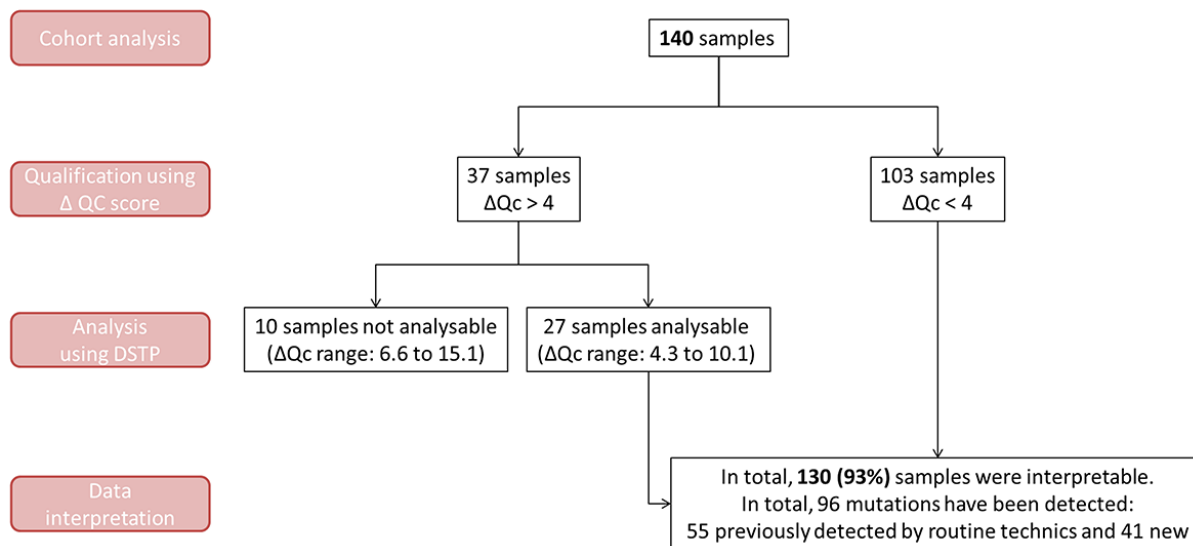 Cohort analysis
140 samples
Qualification using
Δ QC score
37 samples
ΔQc > 4
103 samples
ΔQc < 4
Analysis
using DSTP
10 samples not analysable
(ΔQc range: 6.6 to 15.1)
27 samples analysable
(ΔQc range: 4.3 to 10.1)
Data
interpretation
In total, 130 (93%) samples were interpretable.
In total, 96 mutations have been detected:
55 previously detected by routine technics and 41 new